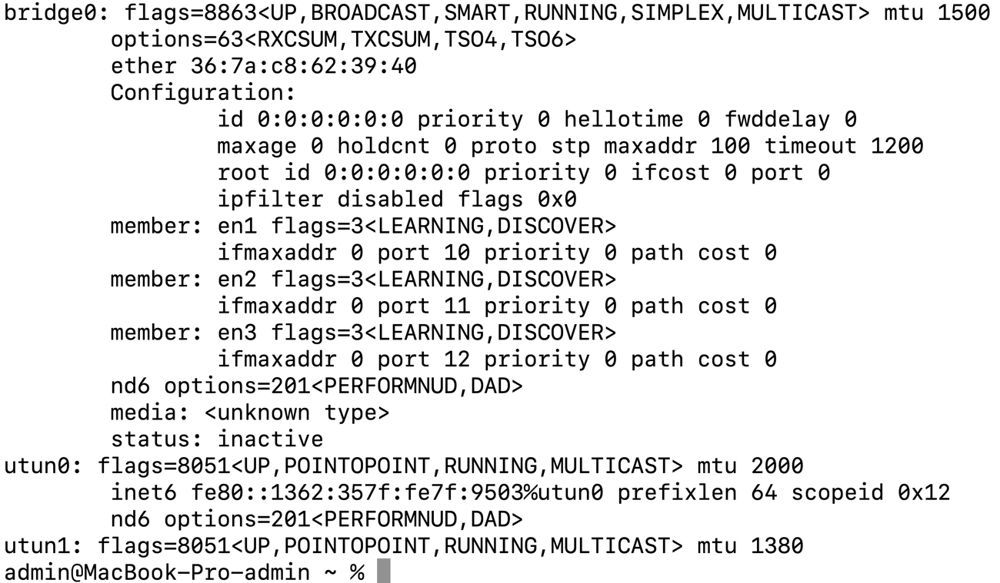 bridge0: flags=8863<UP,BROADCAST,SMART,RUNNING,SIMPLEX,MULTICAST> mtu 1500
options=63<RXCSUM,TXCSUM,TSO4,TSO6>
ether 36:7a:c8:62:39:40
Configuration:
id 0:0:0:0:0:0 priority 0 hellotime 0 fwddelay 0
maxage 0 holdcnt 0 proto stp maxaddr 100 timeout 1200
root id 0:0:0:0:0:0 priority 0 ifcost 0 port 0
ipfilter disabled flags 0x0
member: en1 flags=3<LEARNING,DISCOVER>
ifmaxaddr 0 port 10 priority 0 path cost 0
member: en2 flags=3<LEARNING,DISCOVER>
ifmaxaddr 0 port 11 priority 0 path cost 0
member: en3 flags=3<LEARNING,DISCOVER>
ifmaxaddr 0 port 12 priority 0 path cost 0
nd6 options=201<PERFORMNUD,DAD>
media: <unknown type>
status: inactive
utun0: flags=8051<UP,POINTOPOINT,RUNNING,MULTICAST> mtu 2000
inet6 fe80::1362:357f:fe7f:9503%utun0 prefixlen 64 scopeid 0x12
nd6 options=201<PERFORMNUD,DAD>
utun1: flags=8051<UP,POINTOPOINT,RUNNING,MULTICAST> mtu 1380
admin@MacBook-Pro-admin ~ %